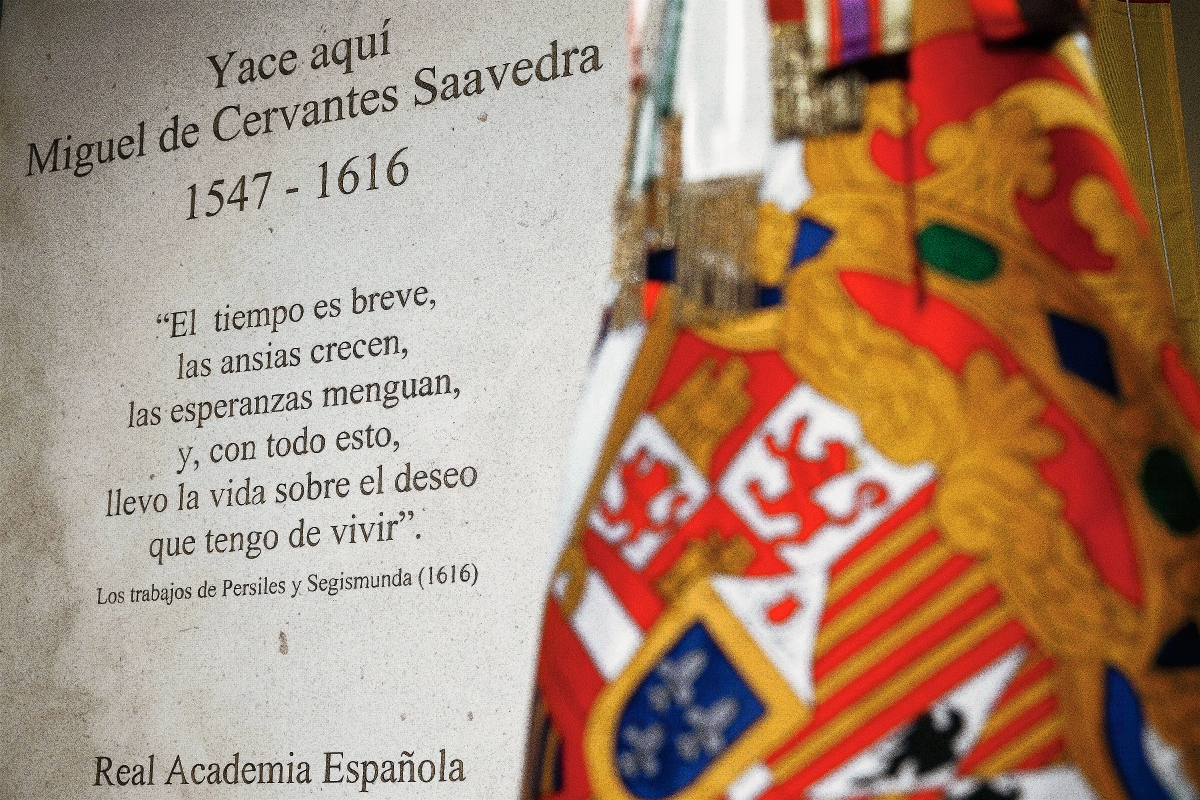 Yace aquí
Miguel de Cervantes Saavedra
1547 - 1616
“El tiempo es breve,
las ansias crecen,
las esperanzas menguan,
y, con todo esto,
llevo la vida sobre el deseo
que tengo de vivir”.
Los trabajos de Persiles y Segismunda (1616)
Real Academia Española